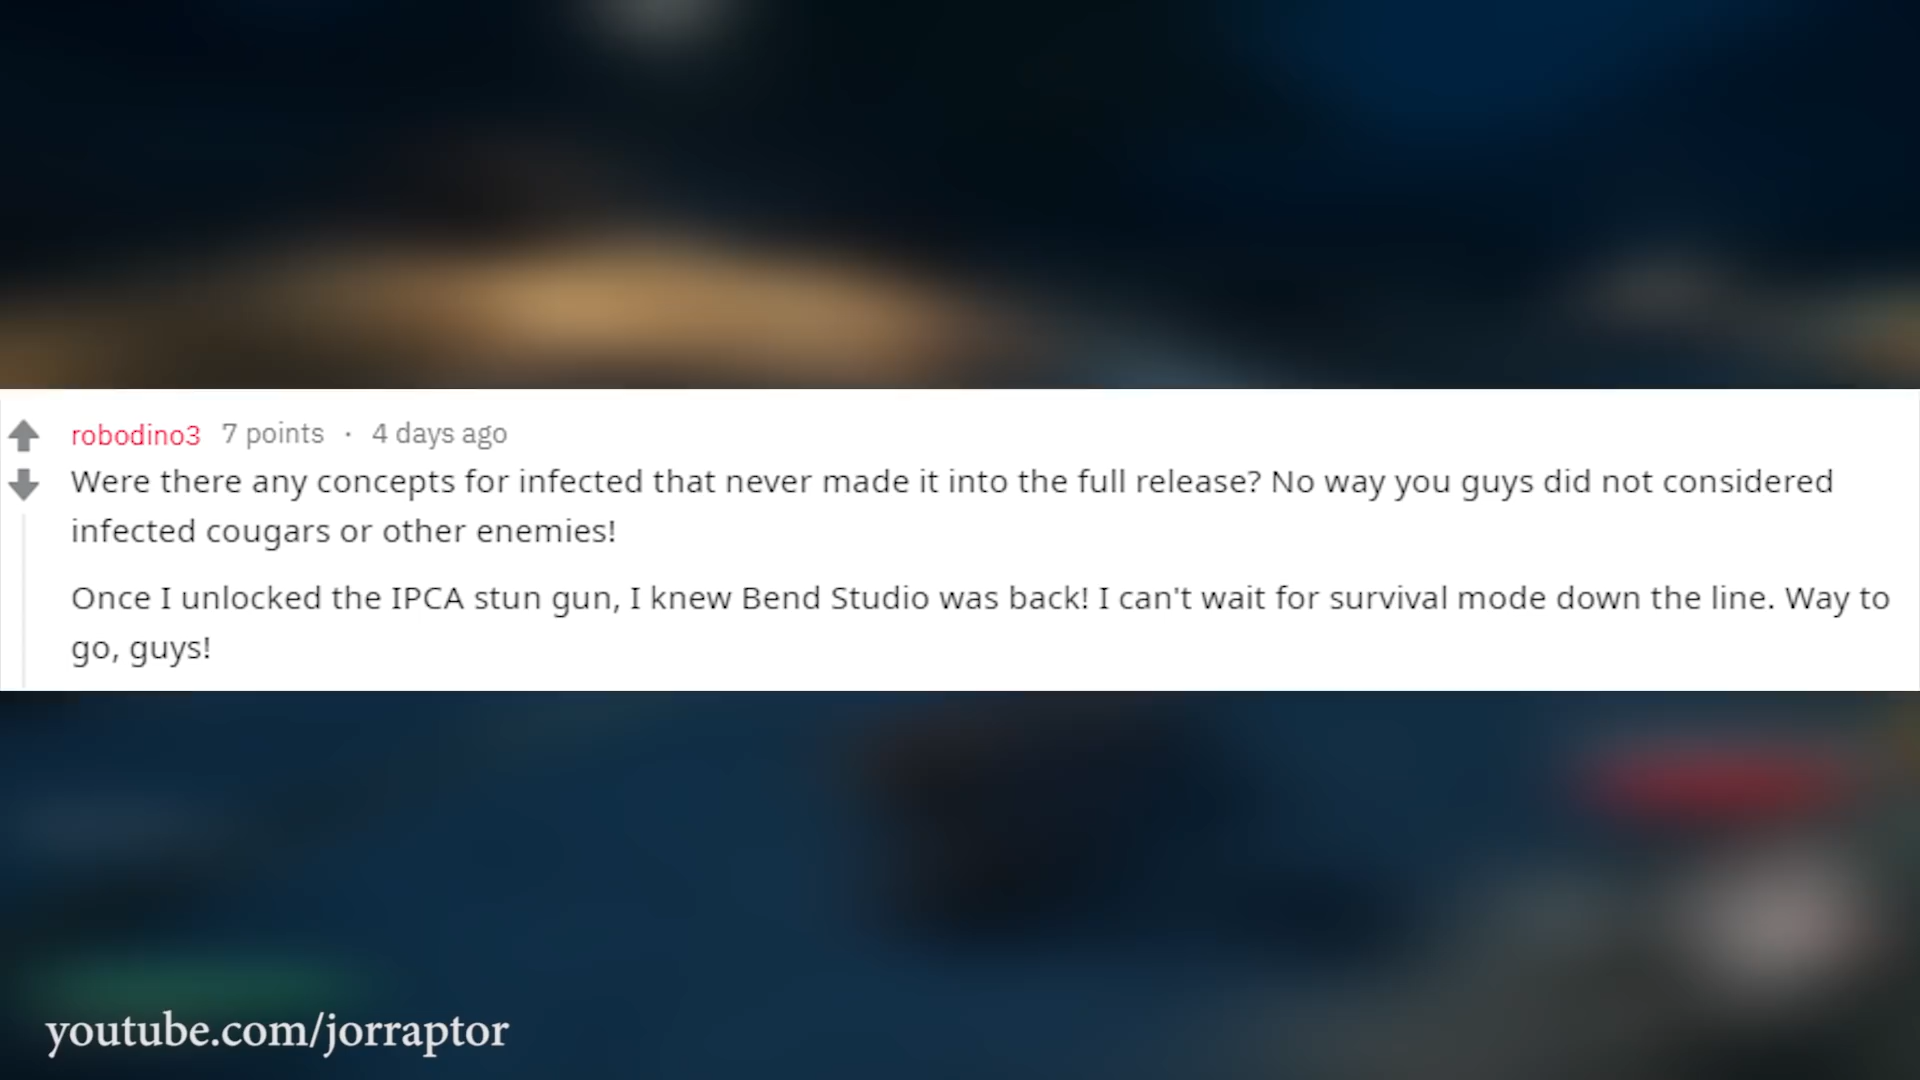 robodino3 7 points · 4 days ago
Were there any concepts for infected that never made it into the full release? No way you guys did not considered
infected cougars or other enemies!
Once I unlocked the IPCA stun gun, I knew Bend Studio was back! I can't wait for survival mode down the line. Way to
go, guys!
youtube.com/jorraptor